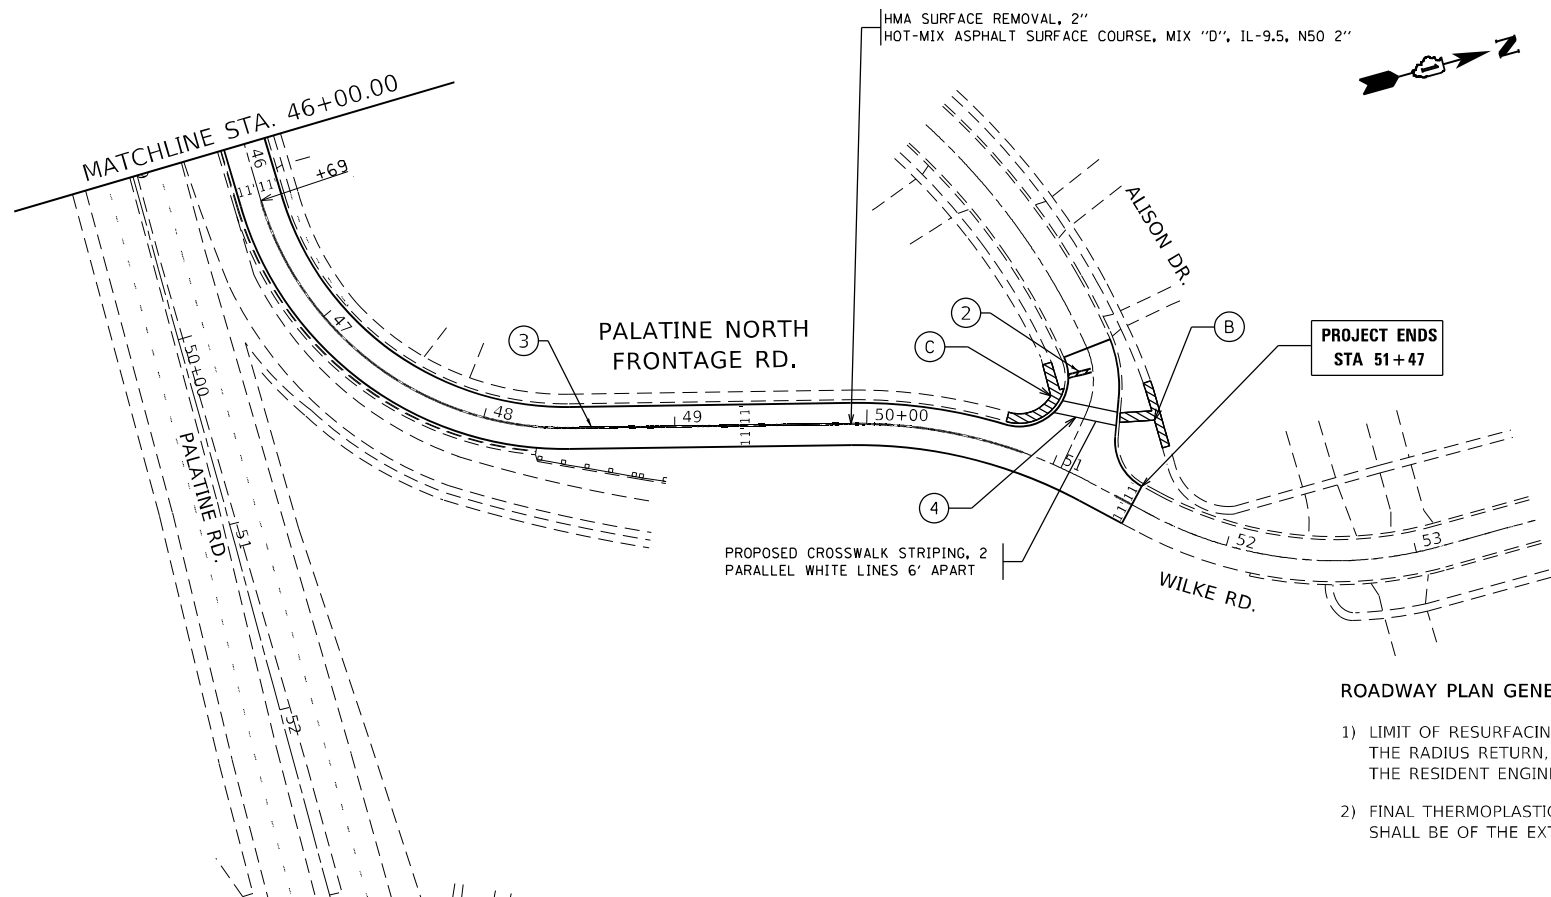 HMA SURFACE REMOVAL, 2"
HOT-MIX ASPHALT SURFACE COURSE, MIX "D", IL-9.5, N50 2"
N
MATCHLINE STA. 46+00.00
46
+69
11' 11'
ALISON DR.
47
2
B
3
PALATINE NORTH
FRONTAGE RD.
C
PROJECT ENDS
STA 51+47
50+00
48
49
11' 11'
50+00
PALATINE RD.
51
51
4
11' 11'
52
53
PROPOSED CROSSWALK STRIPING, 2
PARALLEL WHITE LINES 6' APART
WILKE RD.
52
ROADWAY PLAN GENE
1) LIMIT OF RESURFACIN
THE RADIUS RETURN,
THE RESIDENT ENGIN
2) FINAL THERMOPLASTI
SHALL BE OF THE EXT